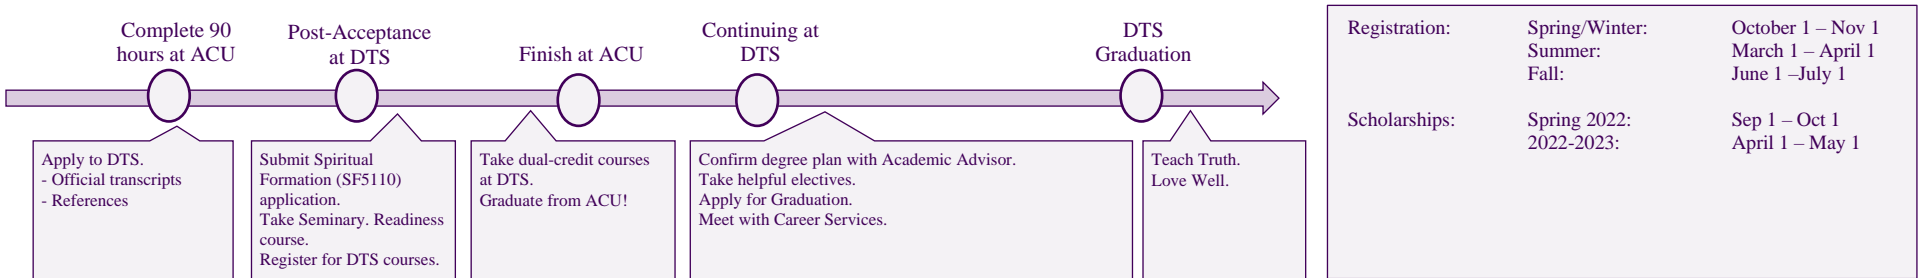 Complete 90
hours at ACU
Post-Acceptance
at DTS
Finish at ACU
Continuing at
DTS
DTS
Graduation
Apply to DTS.
- Official transcripts
- References
Submit Spiritual
Formation (SF5110)
application.
Take Seminary. Readiness
course.
Register for DTS courses.
Take dual-credit courses
at DTS.
Graduate from ACU!
Confirm degree plan with Academic Advisor.
Take helpful electives.
Apply for Graduation.
Meet with Career Services.
Teach Truth.
Love Well.
Registration: Spring/Winter: October 1 – Nov 1
Summer: March 1 – April 1
Fall: June 1 –July 1
Scholarships: Spring 2022: Sep 1 – Oct 1
2022-2023: April 1 – May 1